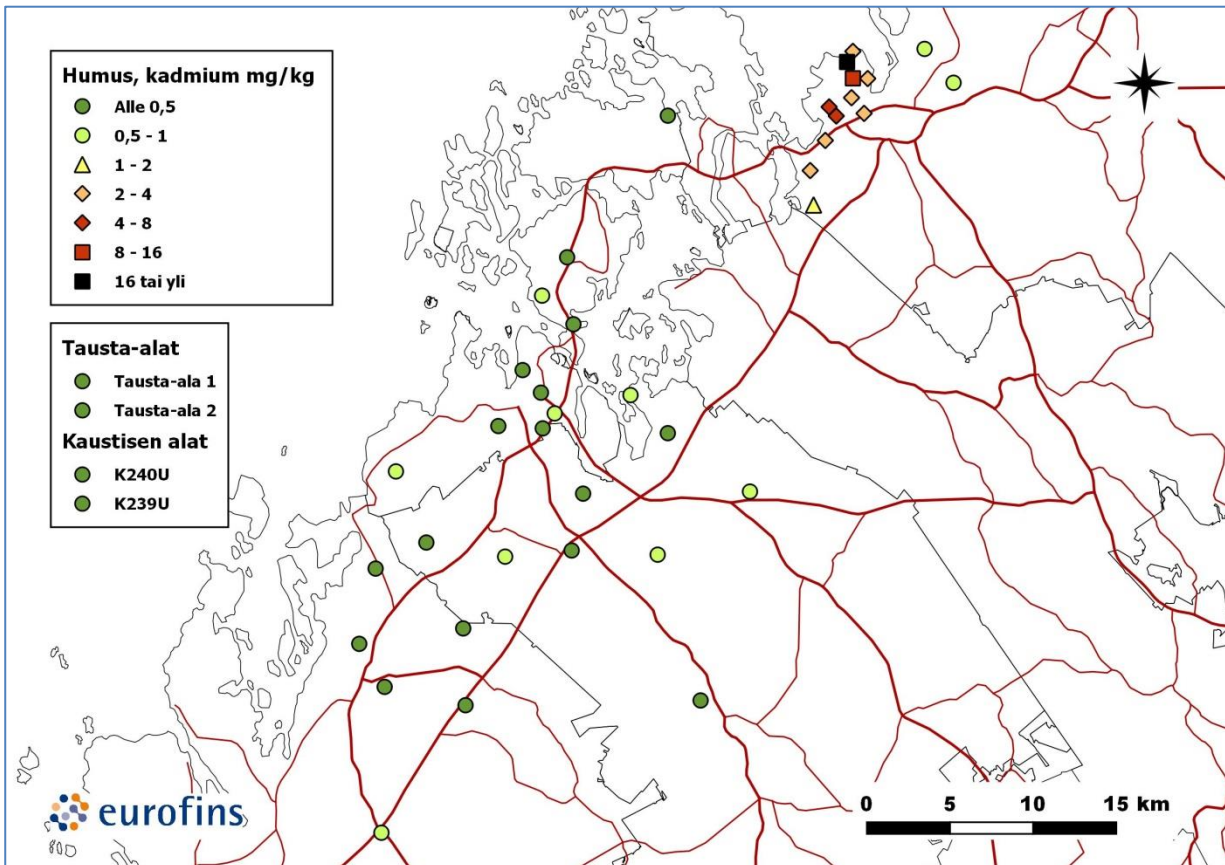 Humus, kadmium mg/kg
Alle 0,5
0,5 - 1
1 - 2
2 - 4
4 - 8
8 - 16
16 tai yli
Tausta-alat
Tausta-ala 1
Tausta-ala 2
Kaustisen alat
K240U
K239U
eurofins
0 5 10 15 km